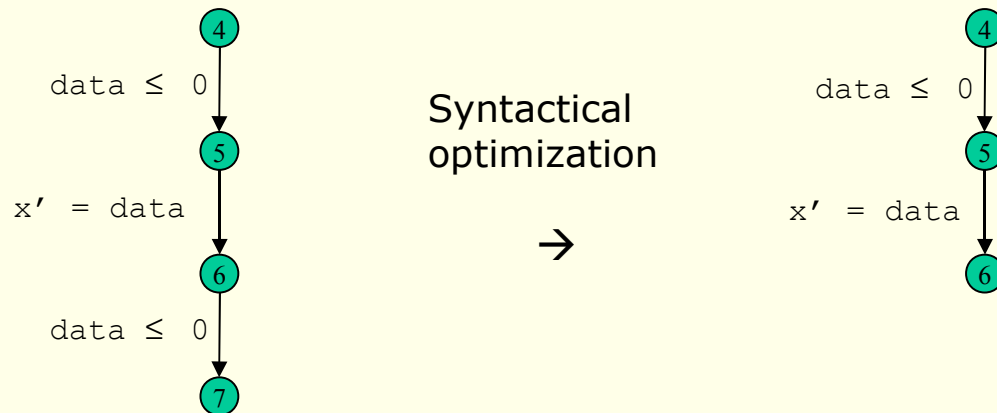 4
data ≤ 0
5
x’ = data
6
data ≤ 0
7
Syntactical
optimization
→
4
data ≤ 0
5
x’ = data
6